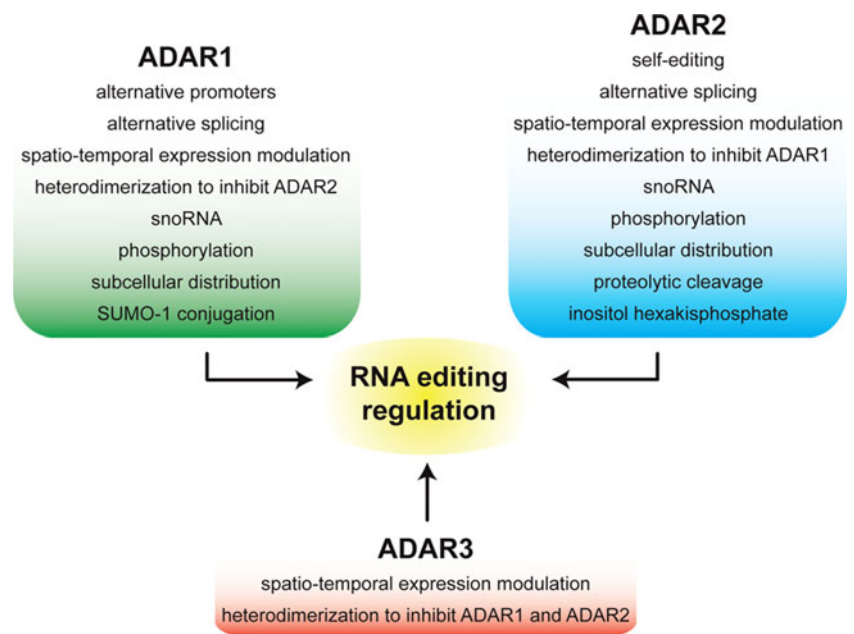 ADAR1
alternative promoters
alternative splicing
spatio-temporal expression modulation
heterodimerization to inhibit ADAR2
snoRNA
phosphorylation
subcellular distribution
SUMO-1 conjugation
ADAR2
self-editing
alternative splicing
spatio-temporal expression modulation
heterodimerization to inhibit ADAR1
snoRNA
phosphorylation
subcellular distribution
proteolytic cleavage
inositol hexakisphosphate
RNA editing
regulation
ADAR3
spatio-temporal expression modulation
heterodimerization to inhibit ADAR1 and ADAR2